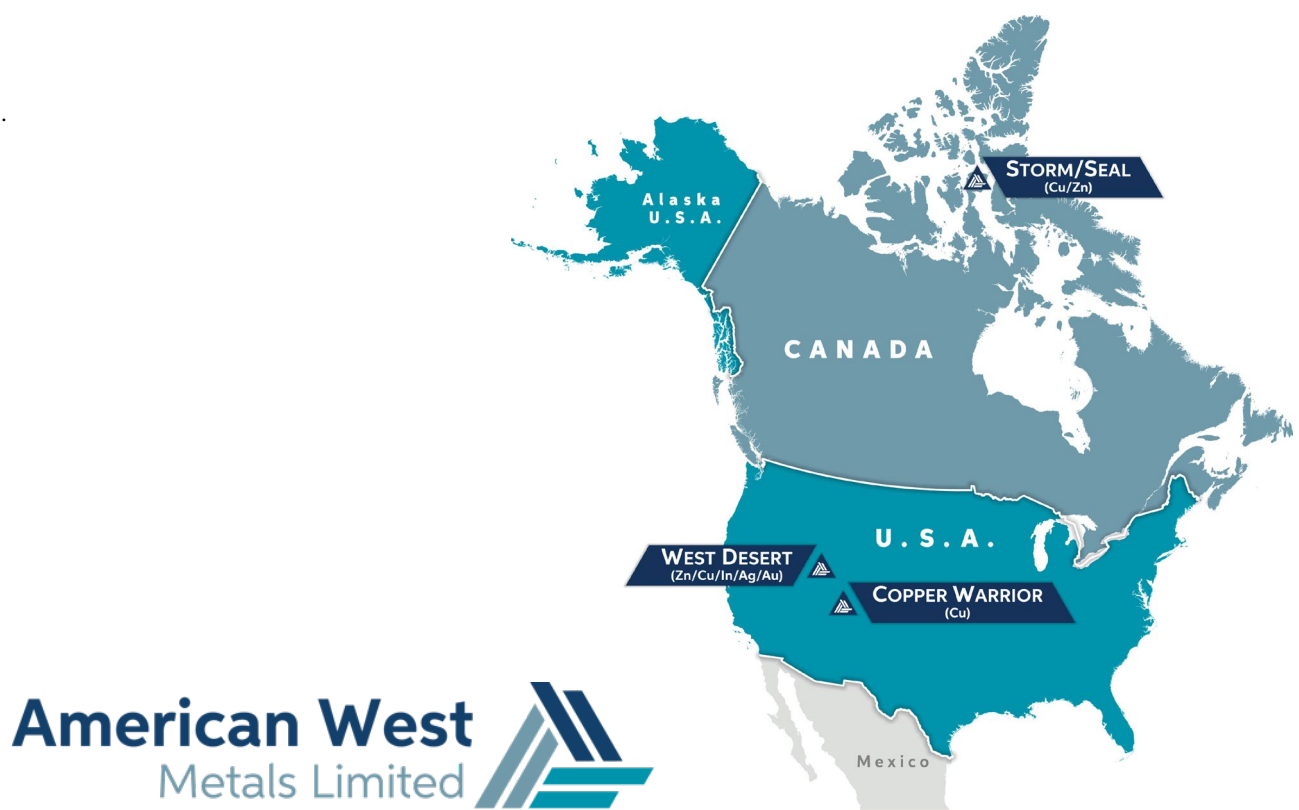 .
STORM/SEAL
(Cu/Zn)
Alaska
U.S.A.
CANADA
U.S.A.
WEST DESERT
(Zn/Cu/In/Ag/Au)
COPPER WARRIOR
(Cu)
American West
Metals Limited
Mexico